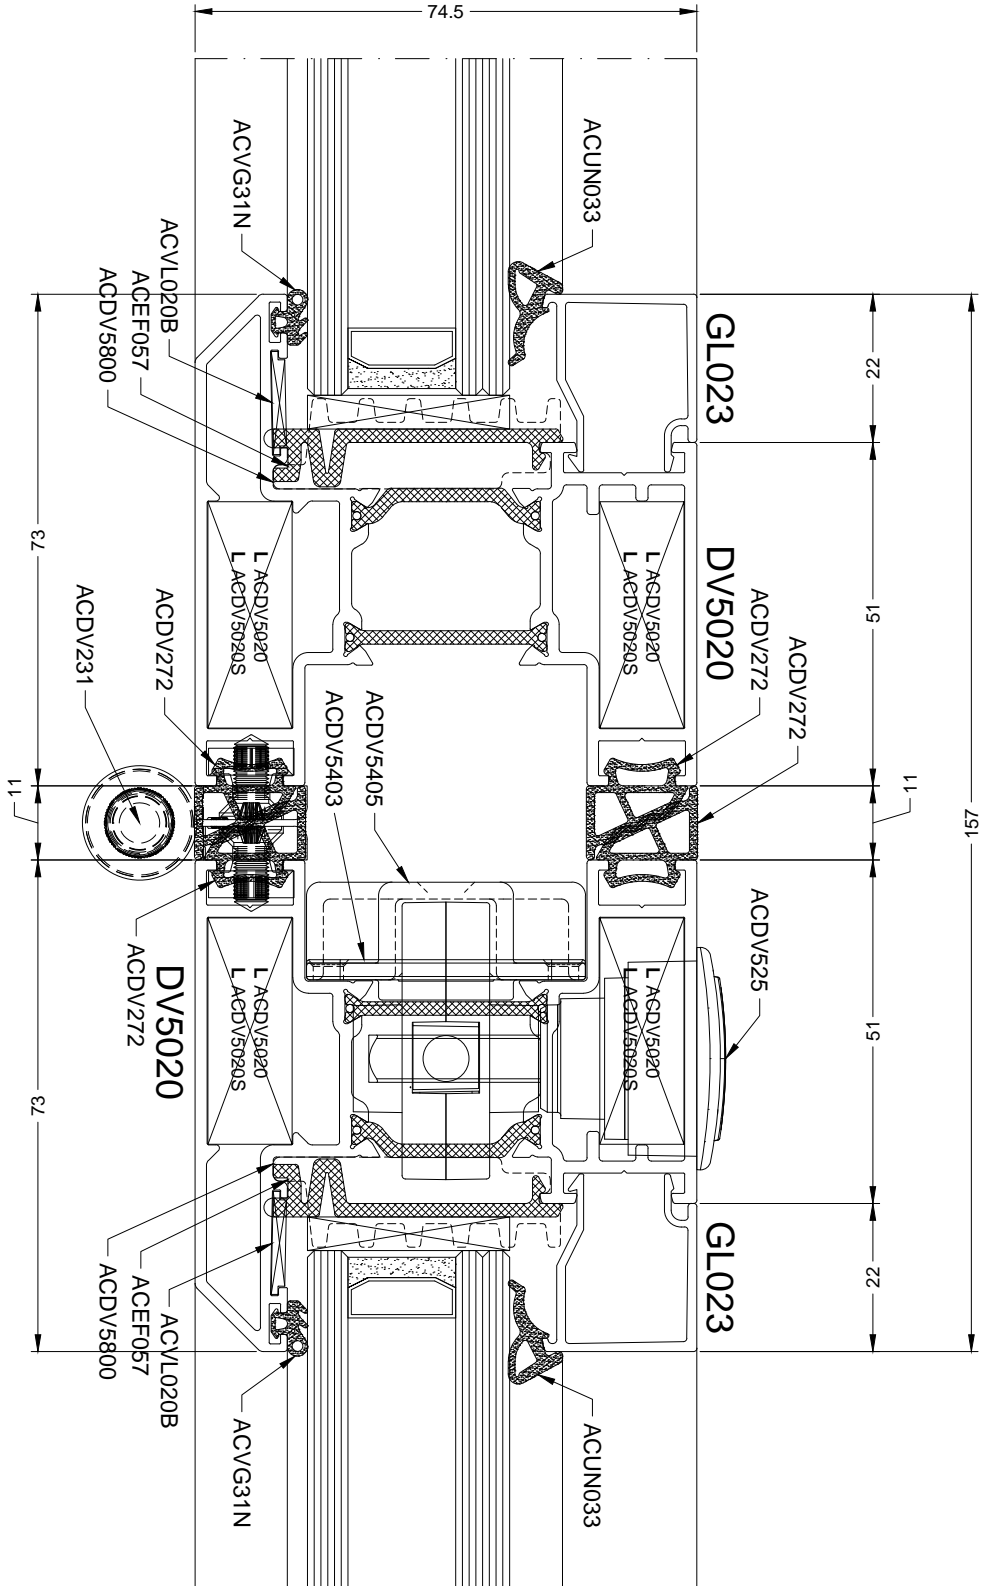 74.5
ACVG31N
ACUN033
ACVL020B
ACEF057
ACDV5800
GL023
22
73
DV5020
51
L ACDV5020
L ACDV5020S
L ACDV5020
L ACDV5020S
ACDV272
ACDV272
ACDV272
ACDV231
ACDV5405
ACDV5403
11
11
157
ACDV525
ACDV272
DV5020
L ACDV5020
L ACDV5020S
L ACDV5020
L ACDV5020S
51
73
GL023
22
ACVL020B
ACEF057
ACDV5800
ACVG31N
ACUN033